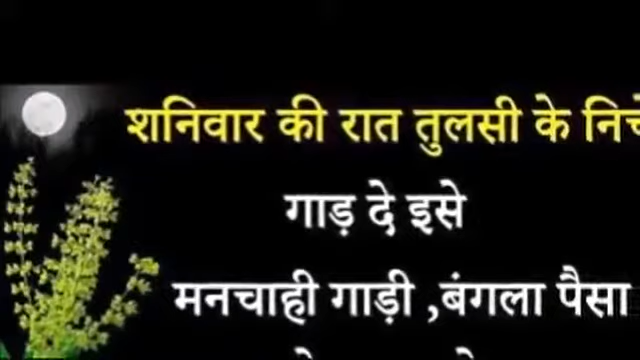 शनिवार की रात तुलसी के
गाड़ दे इसे
मनचाही गाड़ी ,बंगला पैसा